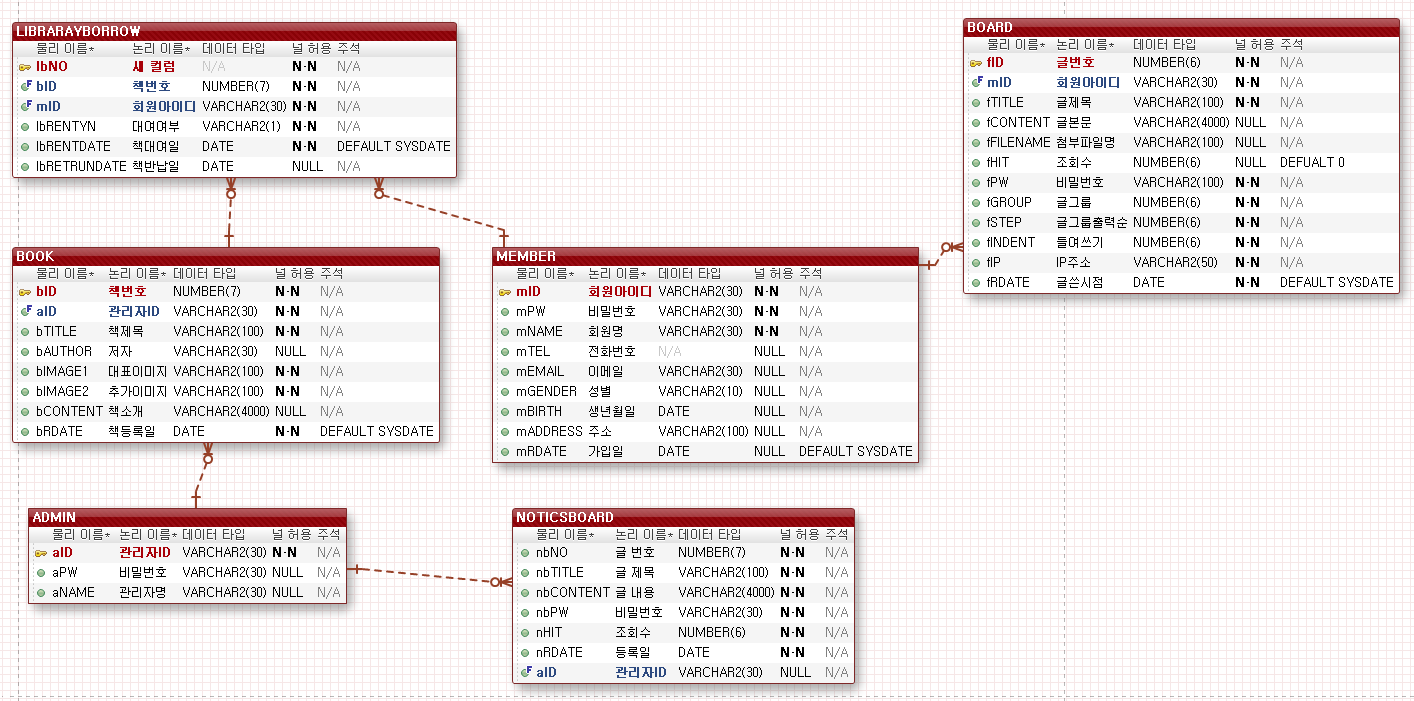 LIBRARAYBORROW
물리 이름* 논리 이름* 데이터 타입 널 허용 주석
lbNO 새 컬럼 N/A N-N N/A
bID 책번호 NUMBER(7) N-N N/A
mID 회원아이디 VARCHAR2(30) N-N N/A
lbRENTYN 대여여부 VARCHAR2(1) N-N N/A
lbRENTDATE 책대여일 DATE N-N DEFAULT SYSDATE
lbRETRUNDATE 책반납일 DATE NULL N/A
BOARD
물리 이름* 논리 이름* 데이터 타입 널 허용 주석
fID 글번호 NUMBER(6) N-N N/A
mID 회원아이디 VARCHAR2(30) N-N N/A
fTITLE 글제목 VARCHAR2(100) N-N N/A
fCONTENT 글본문 VARCHAR2(4000) NULL N/A
fFILENAME 첨부파일명 VARCHAR2(100) NULL N/A
fHIT 조회수 NUMBER(6) NULL DEFUALT 0
fPW 비밀번호 VARCHAR2(100) N-N N/A
fGROUP 글그룹 NUMBER(6) N-N N/A
fSTEP 글그룹출력순 NUMBER(6) N-N N/A
fINDENT 들여쓰기 NUMBER(6) N-N N/A
fIP IP주소 VARCHAR2(50) N-N N/A
fRDATE 글쓴시점 DATE N-N DEFAULT SYSDATE
BOOK
물리 이름* 논리 이름* 데이터 타입 널 허용 주석
bID 책번호 NUMBER(7) N-N N/A
aID 관리자ID VARCHAR2(30) N-N N/A
bTITLE 책제목 VARCHAR2(100) N-N N/A
bAUTHOR 저자 VARCHAR2(30) NULL N/A
bIMAGE1 대표이미지 VARCHAR2(100) N-N N/A
bIMAGE2 추가이미지 VARCHAR2(100) N-N N/A
bCONTENT 책소개 VARCHAR2(4000) NULL N/A
bRDATE 책등록일 DATE N-N DEFAULT SYSDATE
MEMBER
물리 이름* 논리 이름* 데이터 타입 널 허용 주석
mID 회원아이디 VARCHAR2(30) N-N N/A
mPW 비밀번호 VARCHAR2(30) N-N N/A
mNAME 회원명 VARCHAR2(30) N-N N/A
mTEL 전화번호 N/A NULL N/A
mEMAIL 이메일 VARCHAR2(30) NULL N/A
mGENDER 성별 VARCHAR2(10) NULL N/A
mBIRTH 생년월일 DATE NULL N/A
mADDRESS 주소 VARCHAR2(100) NULL N/A
mRDATE 가입일 DATE NULL DEFAULT SYSDATE
ADMIN
물리 이름* 논리 이름* 데이터 타입 널 허용 주석
aID 관리자ID VARCHAR2(30) N-N N/A
aPW 비밀번호 VARCHAR2(30) NULL N/A
aNAME 관리자명 VARCHAR2(30) NULL N/A
NOTICSBOARD
물리 이름* 논리 이름* 데이터 타입 널 허용 주석
nbNO 글 번호 NUMBER(7) N-N N/A
nbTITLE 글 제목 VARCHAR2(100) N-N N/A
nbCONTENT 글 내용 VARCHAR2(4000) N-N N/A
nbPW 비밀번호 VARCHAR2(30) N-N N/A
nHIT 조회수 NUMBER(6) N-N N/A
nRDATE 등록일 DATE N-N N/A
aID 관리자ID VARCHAR2(30) NULL N/A